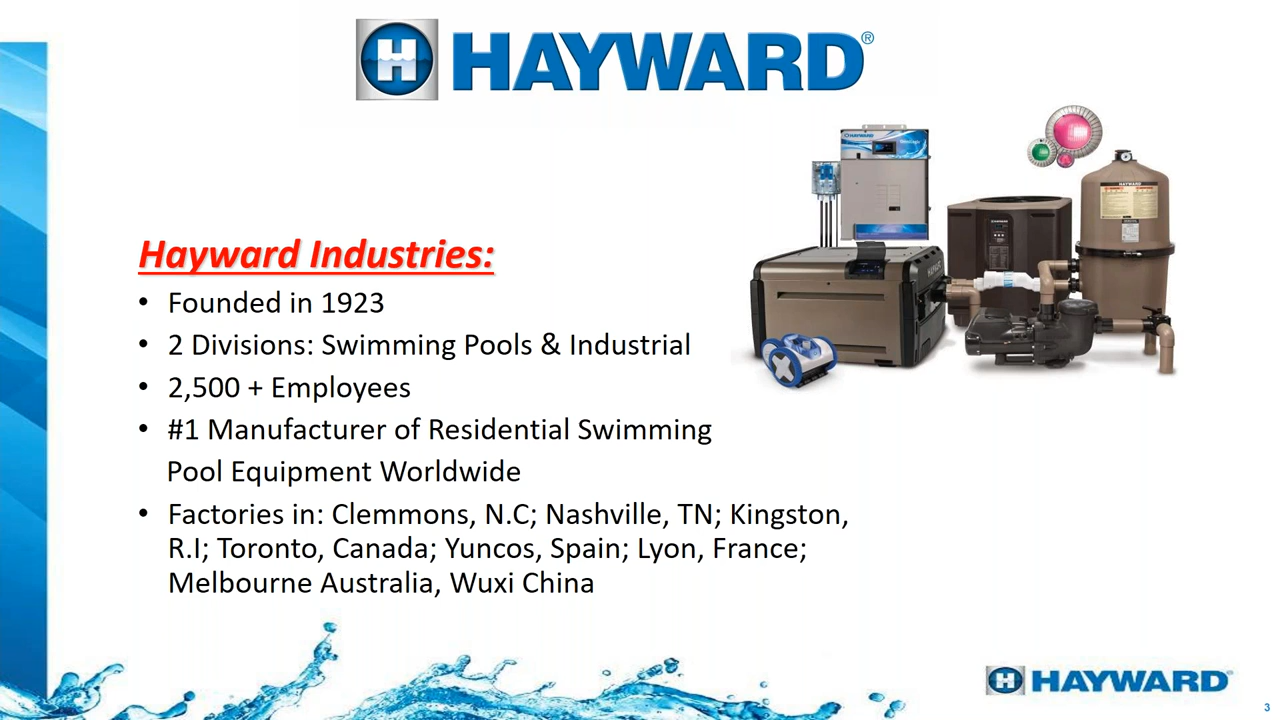 HAYWARD®
HAYWARD
HAYWARD
Hayward Industries:
• Founded in 1923
• 2 Divisions: Swimming Pools & Industrial
• 2,500 + Employees
• #1 Manufacturer of Residential Swimming
Pool Equipment Worldwide
• Factories in: Clemmons, N.C; Nashville, TN; Kingston,
R.I; Toronto, Canada; Yuncos, Spain; Lyon, France;
Melbourne Australia, Wuxi China
HAYWARD®
3